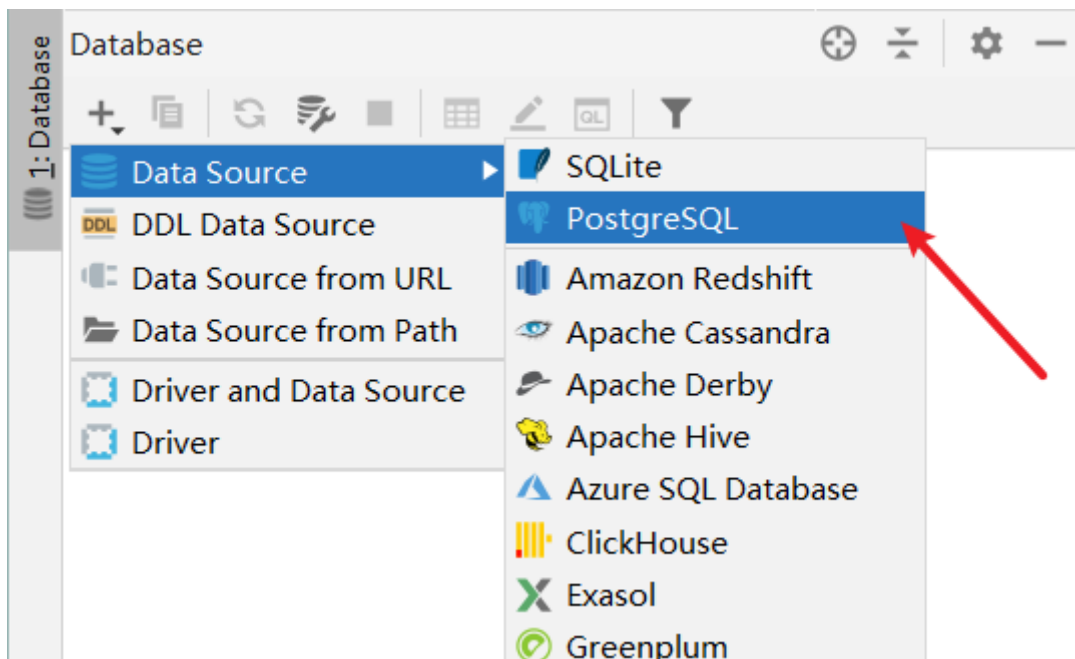 1: Database
Database
QL
Data Source
DDL DDL Data Source
Data Source from URL
Data Source from Path
Driver and Data Source
Driver
SQLite
PostgreSQL
Amazon Redshift
Apache Cassandra
Apache Derby
Apache Hive
Azure SQL Database
ClickHouse
Exasol
Greenplum